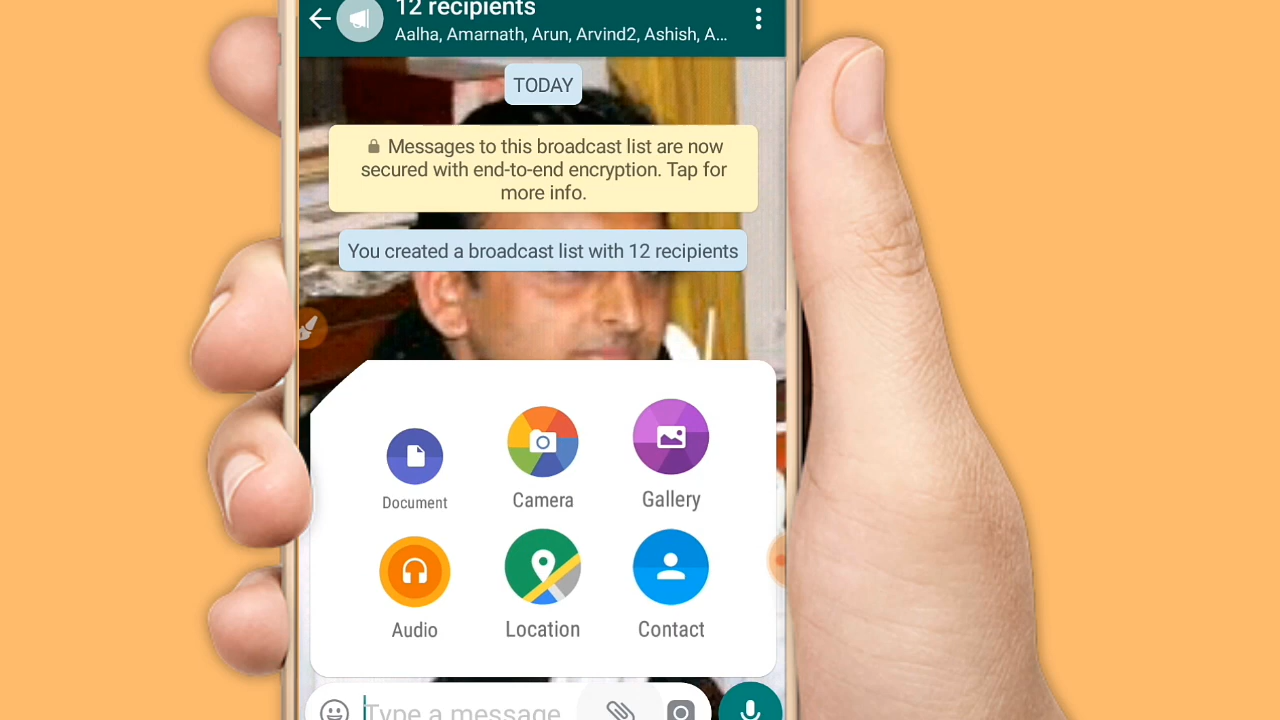 12 recipients
Aalha, Amarnath, Arun, Arvind2, Ashish, A...
TODAY
Messages to this broadcast list are now
secured with end-to-end encryption. Tap for
more info.
You created a broadcast list with 12 recipients
Document
Camera
Gallery
Audio
Location
Contact
Type a message